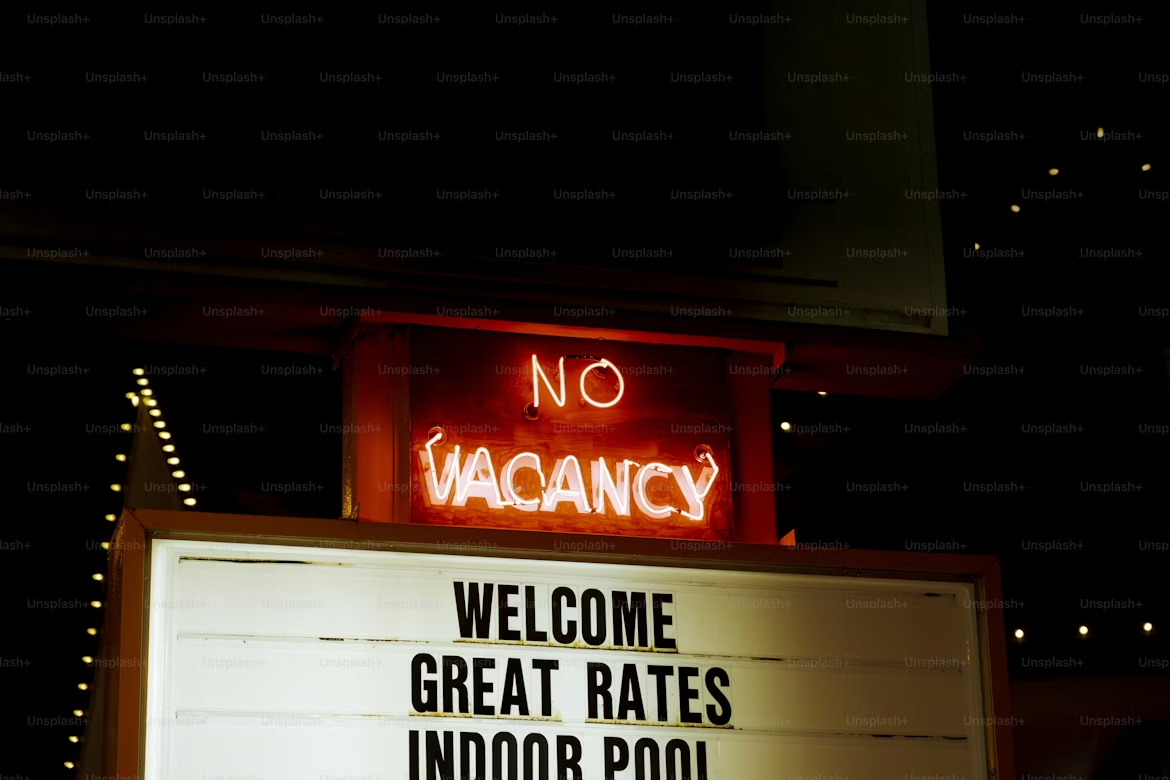 NO
VACANCY
WELCOME
GREAT RATES
INDOOR POOL